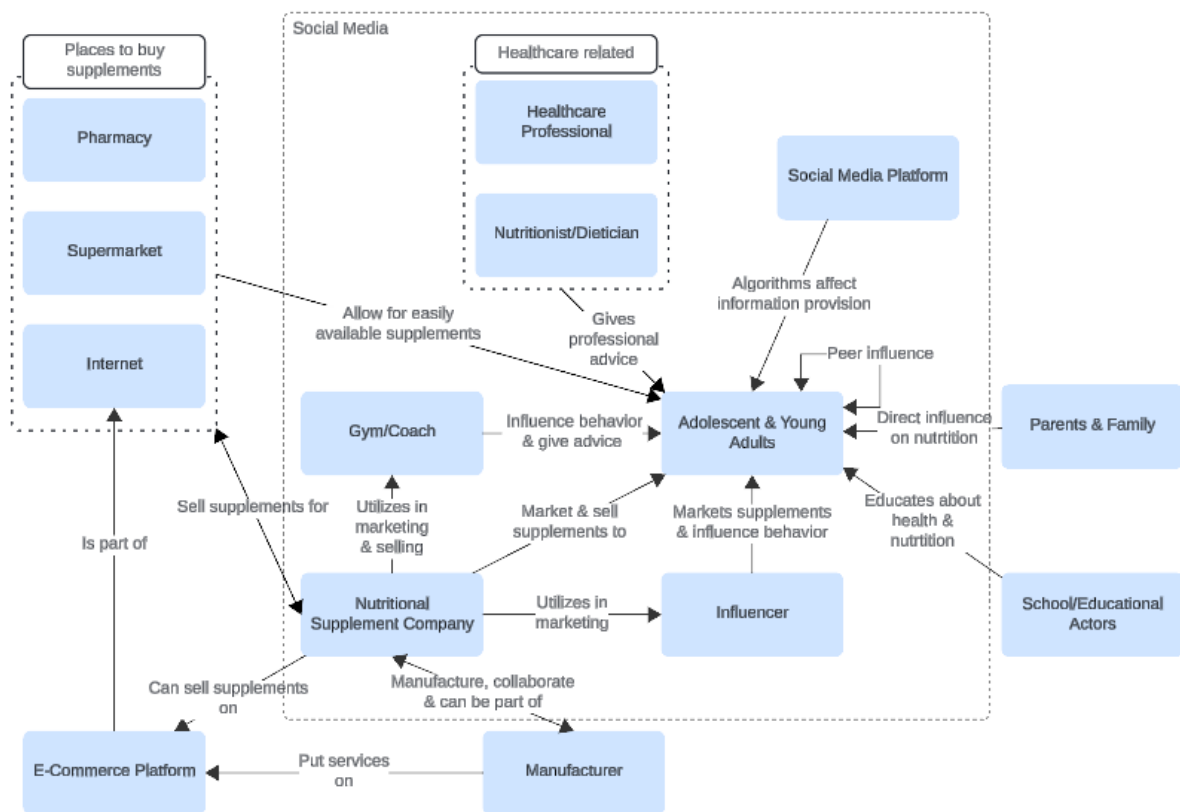 Social Media
Places to buy
supplements
Healthcare related
Pharmacy
Healthcare
Professional
Social Media Platform
Supermarket
Nutritionist/Dietician
Algorithms affect
information provision
Allow for easily
available supplements
Gives
professional
advice
Internet
Peer influence
Gym/Coach
Influence behavior
& give advice
Adolescent & Young
Adults
Direct influence
on nutrtition
Parents & Family
Sell supplements for
Utilizes in
marketing
& selling
Market & sell
supplements to
Markets supplements
& influence behavior
Educates about
health &
nutrtition
Is part of
Nutritional
Supplement Company
Utilizes in
marketing
Influencer
School/Educational
Actors
Can sell supplements
on
Manufacture, collaborate
& can be part of
E-Commerce Platform
Put services
on
Manufacturer